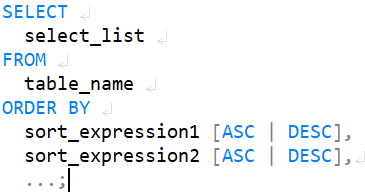 SELECT
select_list
FROM
table_name
ORDER BY
sort_expression1 [ASC | DESC],
sort_expression2 [ASC | DESC],
...;